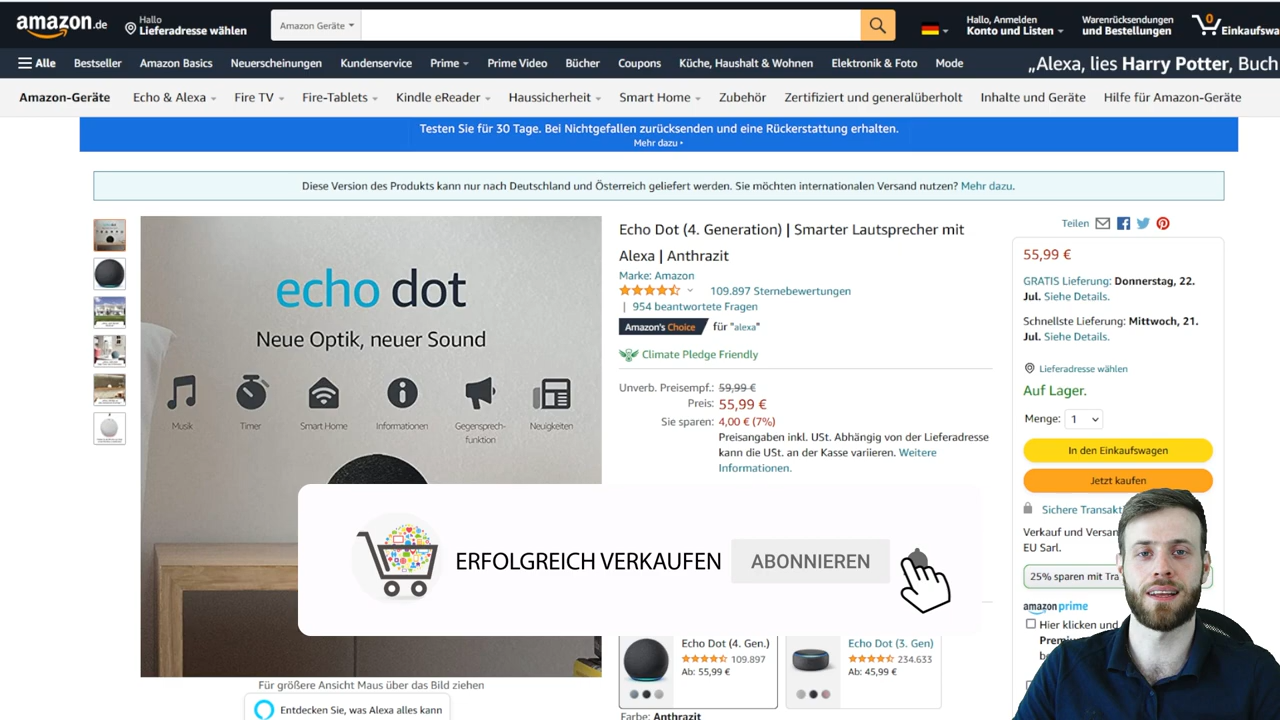 amazon.de
Hallo
Lieferadresse wählen
Amazon Geräte
Hallo, Anmelden
Konto und Listen
Warenrücksendungen
und Bestellungen
0
Einkaufswa
Alle
Bestseller
Amazon Basics
Neuerscheinungen
Kundenservice
Prime
Prime Video
Bücher
Coupons
Küche, Haushalt & Wohnen
Elektronik & Foto
Mode
„Alexa, lies Harry Potter, Buch
Amazon-Geräte
Echo & Alexa
Fire TV
Fire-Tablets
Kindle eReader
Haussicherheit
Smart Home
Zubehör
Zertifiziert und generalüberholt
Inhalte und Geräte
Hilfe für Amazon-Geräte
Testen Sie für 30 Tage. Bei Nichtgefallen zurücksenden und eine Rückerstattung erhalten.
Mehr dazu
Diese Version des Produkts kann nur nach Deutschland und Österreich geliefert werden. Sie möchten internationalen Versand nutzen? Mehr dazu.
echo dot
Neue Optik, neuer Sound
Musik
Timer
Smart Home
Informationen
Gegensprech-
funktion
Neuigkeiten
Für größere Ansicht Maus über das Bild ziehen
Entdecken Sie, was Alexa alles kann
Echo Dot (4. Generation) | Smarter Lautsprecher mit
Alexa | Anthrazit
Marke: Amazon
109.897 Sternebewertungen
| 954 beantwortete Fragen
Amazon's Choice für "alexa"
Climate Pledge Friendly
Unverb. Preisempf.: 59,99 €
Preis: 55,99 €
Sie sparen: 4,00 € (7%)
Preisangaben inkl. USt. Abhängig von der Lieferadresse
kann die USt. an der Kasse variieren. Weitere
Informationen.
ERFOLGREICH VERKAUFEN
ABONNIEREN
Echo Dot (4. Gen.)
109.897
Ab: 55,99 €
Echo Dot (3. Gen)
234.633
Ab: 45,99 €
Farbe: Anthrazit
Teilen
55,99 €
GRATIS Lieferung: Donnerstag, 22.
Jul. Siehe Details.
Schnellste Lieferung: Mittwoch, 21.
Jul. Siehe Details.
Lieferadresse wählen
Auf Lager.
Menge: 1
In den Einkaufswagen
Jetzt kaufen
Sichere Transakt
Verkauf und Versan
EU Sarl.
25% sparen mit Tra
amazon prime
Hier klicken und
Prem